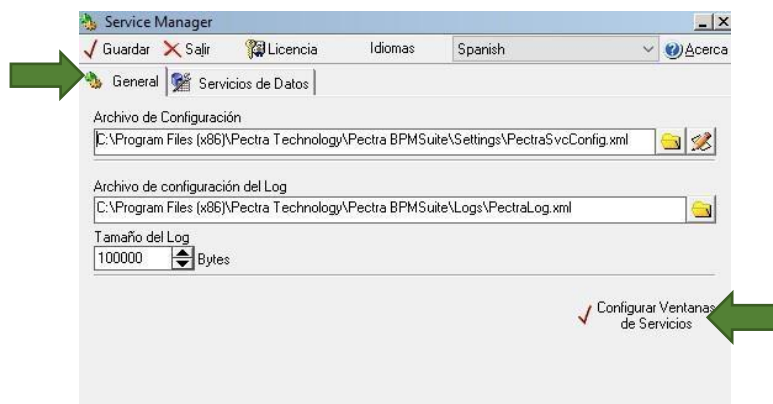 Service Manager
Guardar Salir Licencia Idiomas Spanish Acerca
General Servicios de Datos
Archivo de Configuración
C:\Program Files (x86)\Pectra Technology\Pectra BPMSuite\Settings\PectraSvcConfig.xml
Archivo de configuración del Log
C:\Program Files (x86)\Pectra Technology\Pectra BPMSuite\Logs\PectraLog.xml
Tamaño del Log
100000 Bytes
Configurar Ventanas
de Servicios